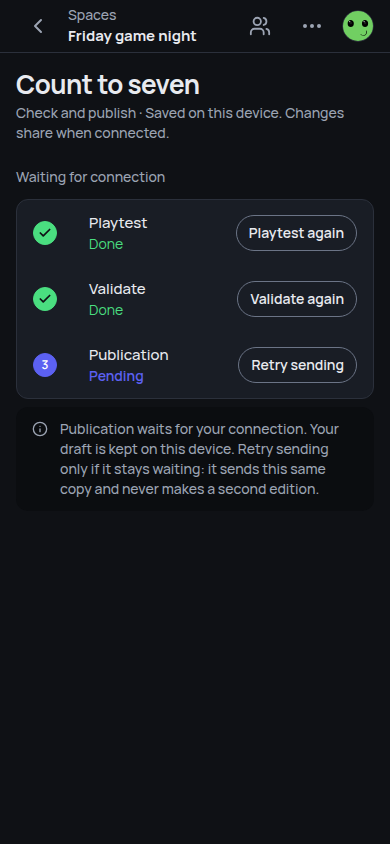 Spaces
Friday game night
Count to seven
Check and publish · Saved on this device. Changes
share when connected.
Waiting for connection
Playtest
Done
Playtest again
Validate
Done
Validate again
3
Publication
Pending
Retry sending
Publication waits for your connection. Your
draft is kept on this device. Retry sending
only if it stays waiting: it sends this same
copy and never makes a second edition.